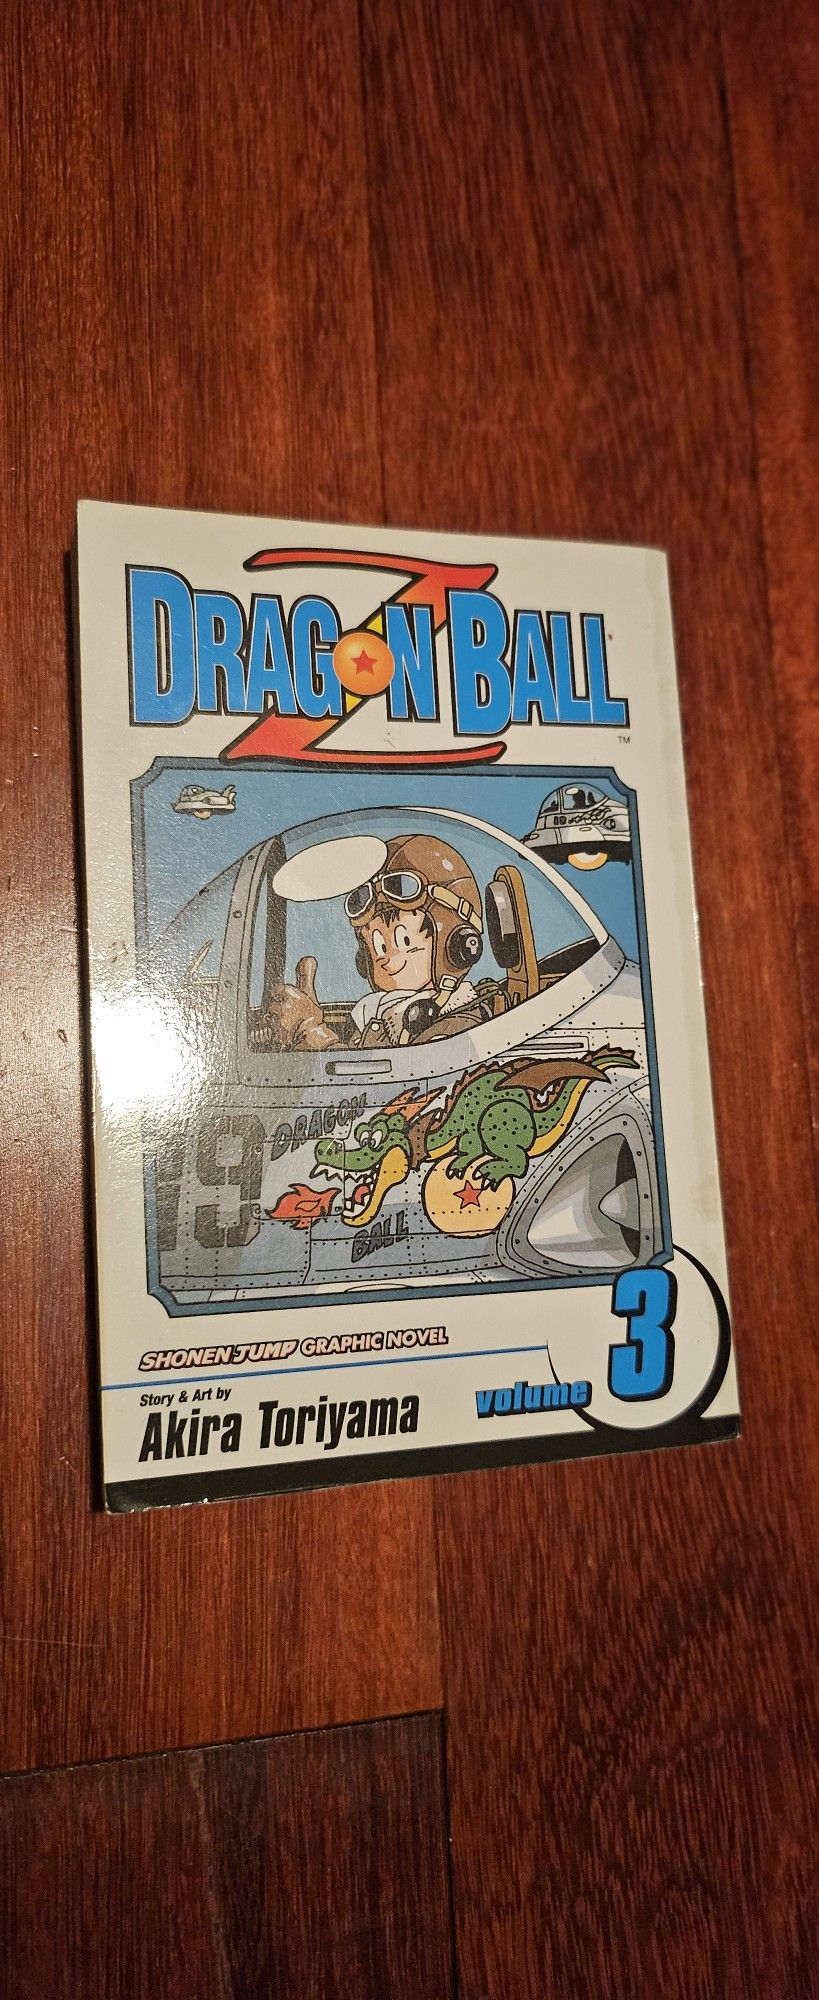 DRAGON BALL Z
TM
19
DRAGON
BALL
SHONEN JUMP GRAPHIC NOVEL
Story & Art by
Akira Toriyama
volume 3